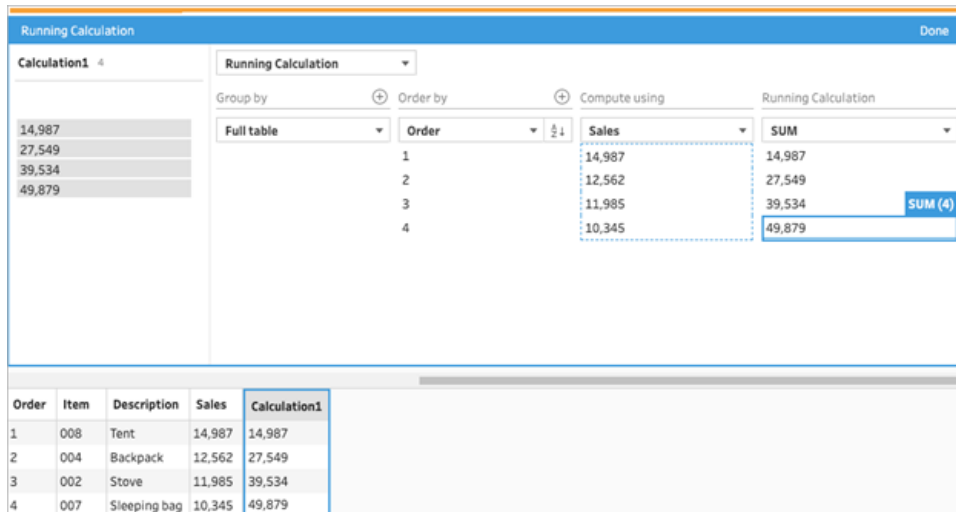 Running Calculation Done
Calculation1 4 Running Calculation
Group by Order by Compute using Running Calculation
14,987 Full table Order Sales SUM
27,549 1 14,987 14,987
39,534 2 12,562 27,549
49,879 3 11,985 39,534 SUM (4)
4 10,345 49,879
Order Item Description Sales Calculation1
1 008 Tent 14,987 14,987
2 004 Backpack 12,562 27,549
3 002 Stove 11,985 39,534
4 007 Sleeping bag 10,345 49,879